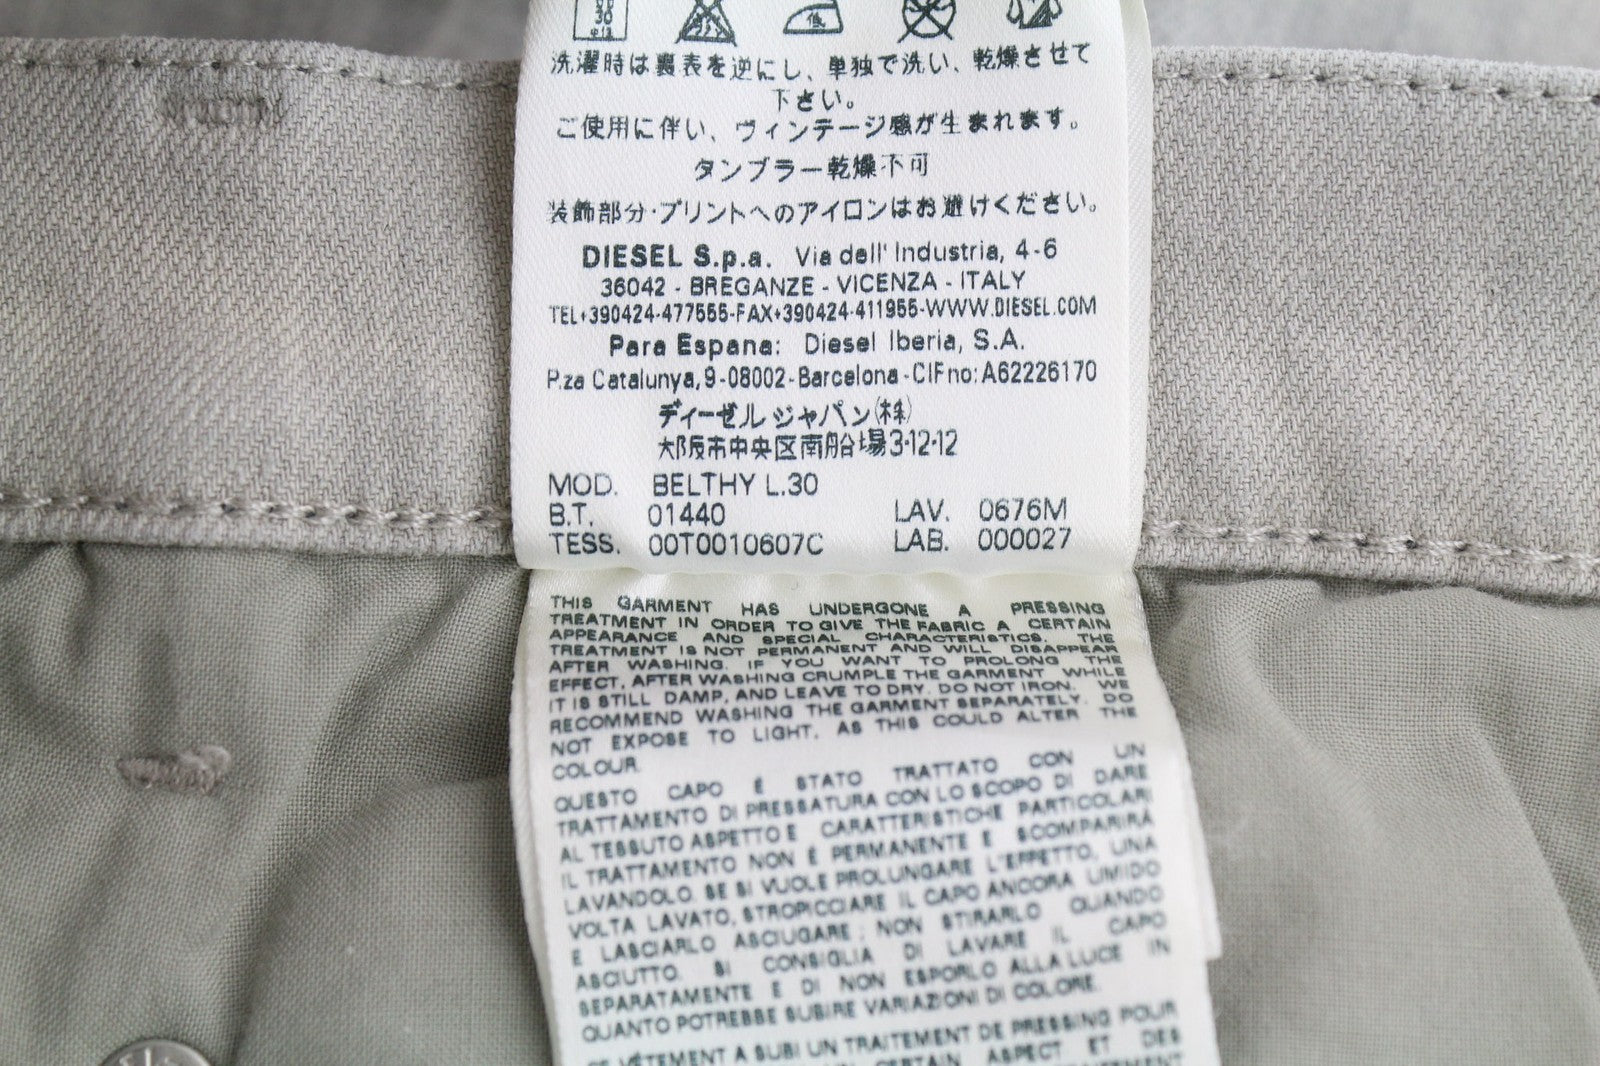 30
低
洗濯時は裏表を逆にし、単独で洗い、乾燥させて
下さい。
ご使用に伴い、ヴィンテージ感が生まれます。
タンブラー乾燥不可
装飾部分・プリントへのアイロンはお避けください。
DIESEL S.p.a. Via dell' Industria, 4-6
36042 - BREGANZE - VICENZA - ITALY
TEL+390424-477555-FAX+390424-411955-WWW.DIESEL.COM
Para Espana: Diesel Iberia, S.A.
P.za Catalunya, 9-08002-Barcelona-CIF no: A62226170
ディーゼル ジャパン(株)
大阪市中央区南船場3-12-12
MOD. BELTHY L.30
B.T. 01440 LAV. 0676M
TESS. 00T0010607C LAB. 000027
THIS GARMENT HAS UNDERGONE A PRESSING
TREATMENT IN ORDER TO GIVE THE FABRIC A CERTAIN
APPEARANCE AND SPECIAL CHARACTERISTICS. THE
TREATMENT IS NOT PERMANENT AND WILL DISAPPEAR
AFTER WASHING. IF YOU WANT TO PROLONG THE
EFFECT, AFTER WASHING CRUMPLE THE GARMENT WHILE
IT IS STILL DAMP, AND LEAVE TO DRY. DO NOT IRON. WE
RECOMMEND WASHING THE GARMENT SEPARATELY. DO
NOT EXPOSE TO LIGHT, AS THIS COULD ALTER THE
COLOUR.
QUESTO CAPO É STATO TRATTATO CON UN
TRATTAMENTO DI PRESSATURA CON LO SCOPO DI DARE
AL TESSUTO ASPETTO E CARATTERISTICHE PARTICOLARI
IL TRATTAMENTO NON É PERMANENTE E SCOMPARIRÀ
LAVANDOLO. SE SI VUOLE PROLUNGARE L'EFFETTO, UNA
VOLTA LAVATO, STROPICCIARE IL CAPO ANCORA UMIDO
E LASCIARLO ASCIUGARE; NON STIRARLO QUANDO
ASCIUTTO. SI CONSIGLIA DI LAVARE IL CAPO
SEPARATAMENTE E DI NON ESPORLO ALLA LUCE IN
QUANTO POTREBBE SUBIRE VARIAZIONI DI COLORE.
CE VÊTEMENT A SUBI UN TRAITEMENT DE PRESSING POUR
CERTAIN ASPECT ET DES